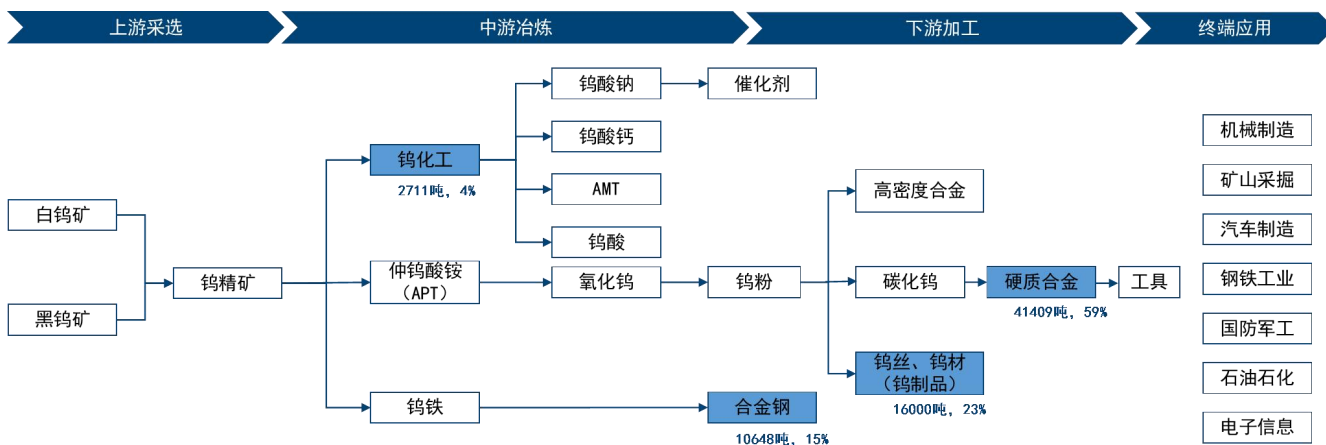 上游采选
中游冶炼
下游加工
终端应用
钨酸钠
催化剂
钨酸钙
钨化工
2711吨，4%
AMT
钨酸
白钨矿
黑钨矿
钨精矿
仲钨酸铵
（APT）
氧化钨
钨粉
高密度合金
碳化钨
硬质合金
41409吨，59%
工具
钨丝、钨材
（钨制品）
16000吨，23%
钨铁
合金钢
10648吨，15%
机械制造
矿山采掘
汽车制造
钢铁工业
国防军工
石油石化
电子信息